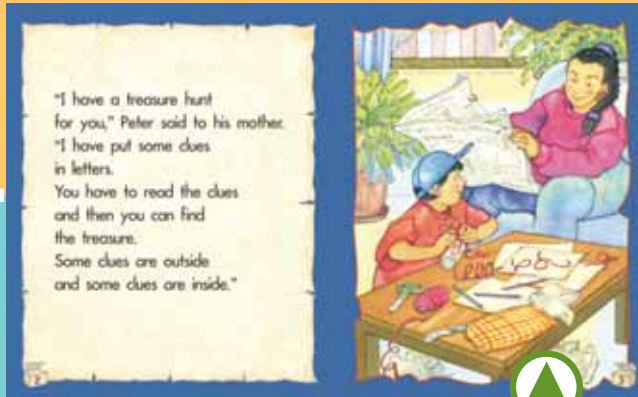 "I have a treasure hunt
for you," Peter said to his mother.
"I have put some clues
in letters.
You have to read the clues
and then you can find
the treasure.
Some clues are outside
and some clues are inside."
2
3